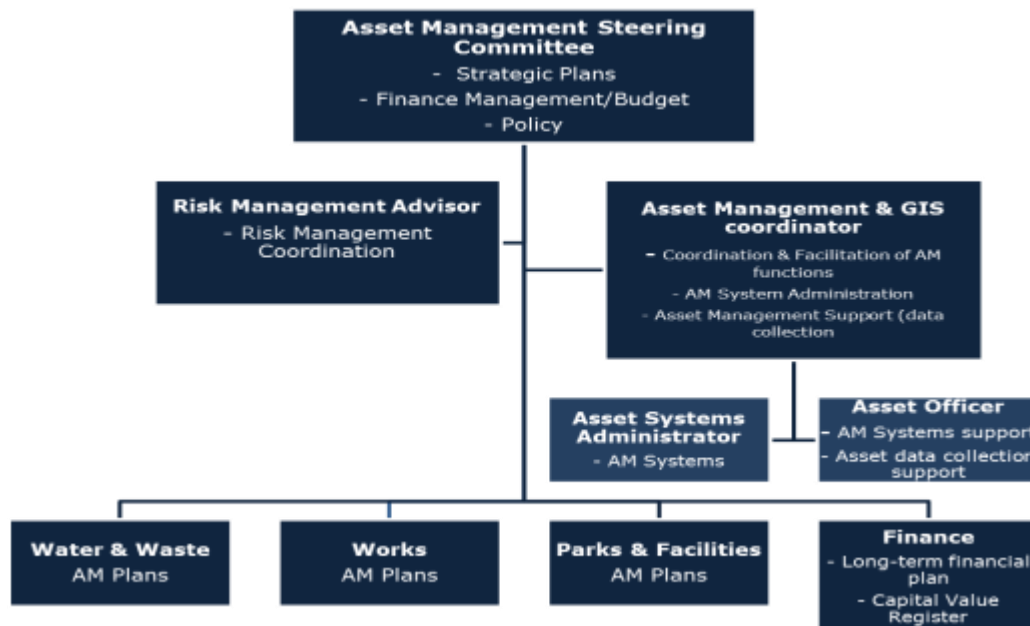 Asset Management Steering
Committee
- Strategic Plans
- Finance Management/Budget
- Policy
Risk Management Advisor
- Risk Management
Coordination
Asset Management & GIS
coordinator
- Coordination & Facilitation of AM
functions
- AM System Administration
- Asset Management Support (data
collection
Asset Systems
Administrator
- AM Systems
Asset Officer
- AM Systems support
- Asset data collection
support
Water & Waste
AM Plans
Works
AM Plans
Parks & Facilities
AM Plans
Finance
- Long-term financial
plan
- Capital Value
Register